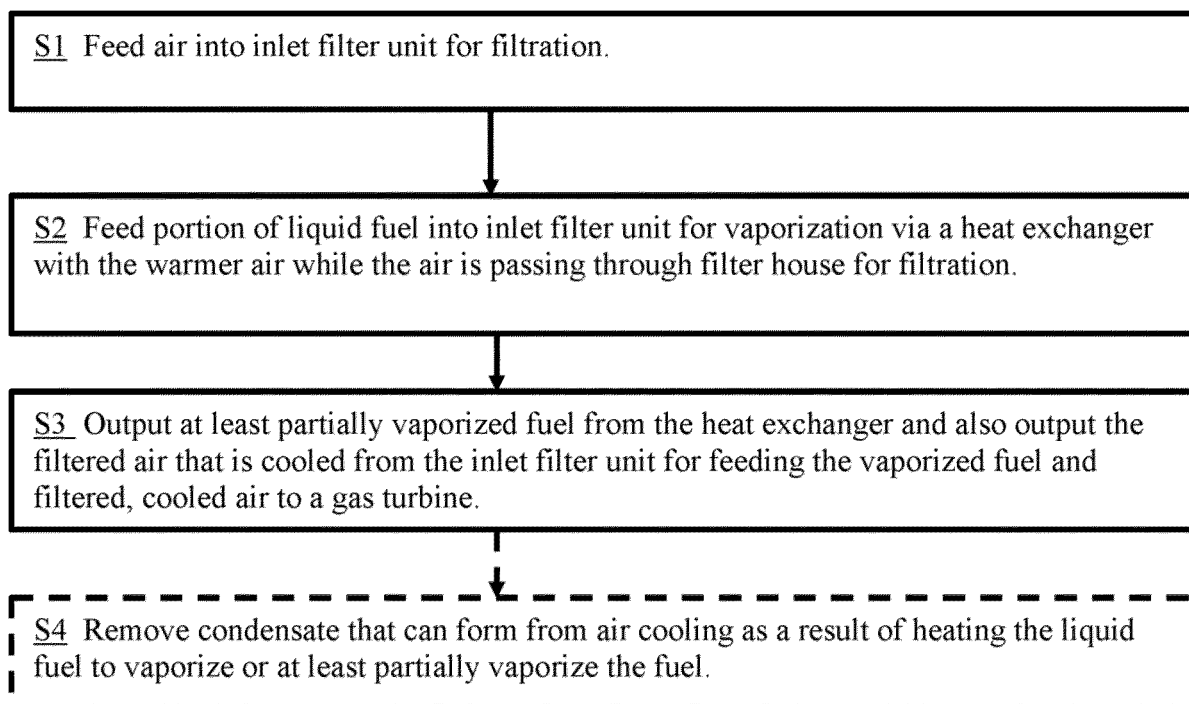 S1 Feed air into inlet filter unit for filtration.
S2 Feed portion of liquid fuel into inlet filter unit for vaporization via a heat exchanger
with the warmer air while the air is passing through filter house for filtration.
S3 Output at least partially vaporized fuel from the heat exchanger and also output the
filtered air that is cooled from the inlet filter unit for feeding the vaporized fuel and
filtered, cooled air to a gas turbine.
S4 Remove condensate that can form from air cooling as a result of heating the liquid
fuel to vaporize or at least partially vaporize the fuel.